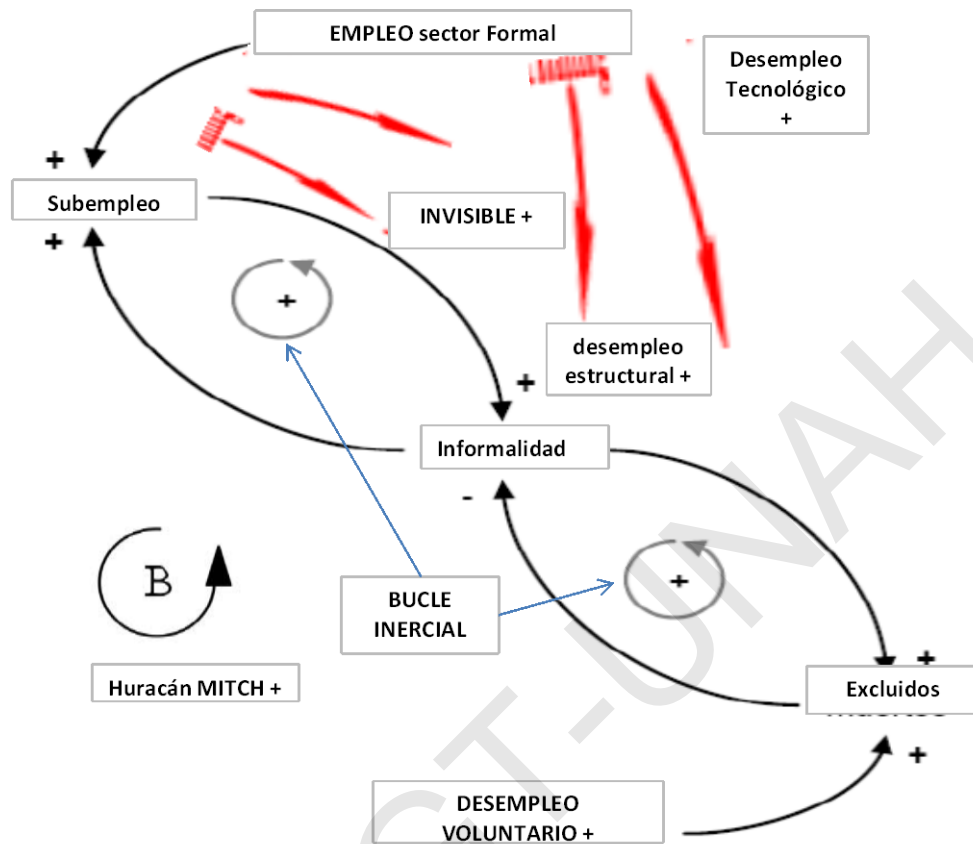 EMPLEO sector Formal
Desempleo
Tecnológico
+
+
Subempleo
+
INVISIBLE +
+
desempleo
estructural +
+
Informalidad
-
B
BUCLE
INERCIAL
+
Huracán MITCH +
+
Excluidos
+
DESEMPLEO
VOLUNTARIO +
CT-UNAH